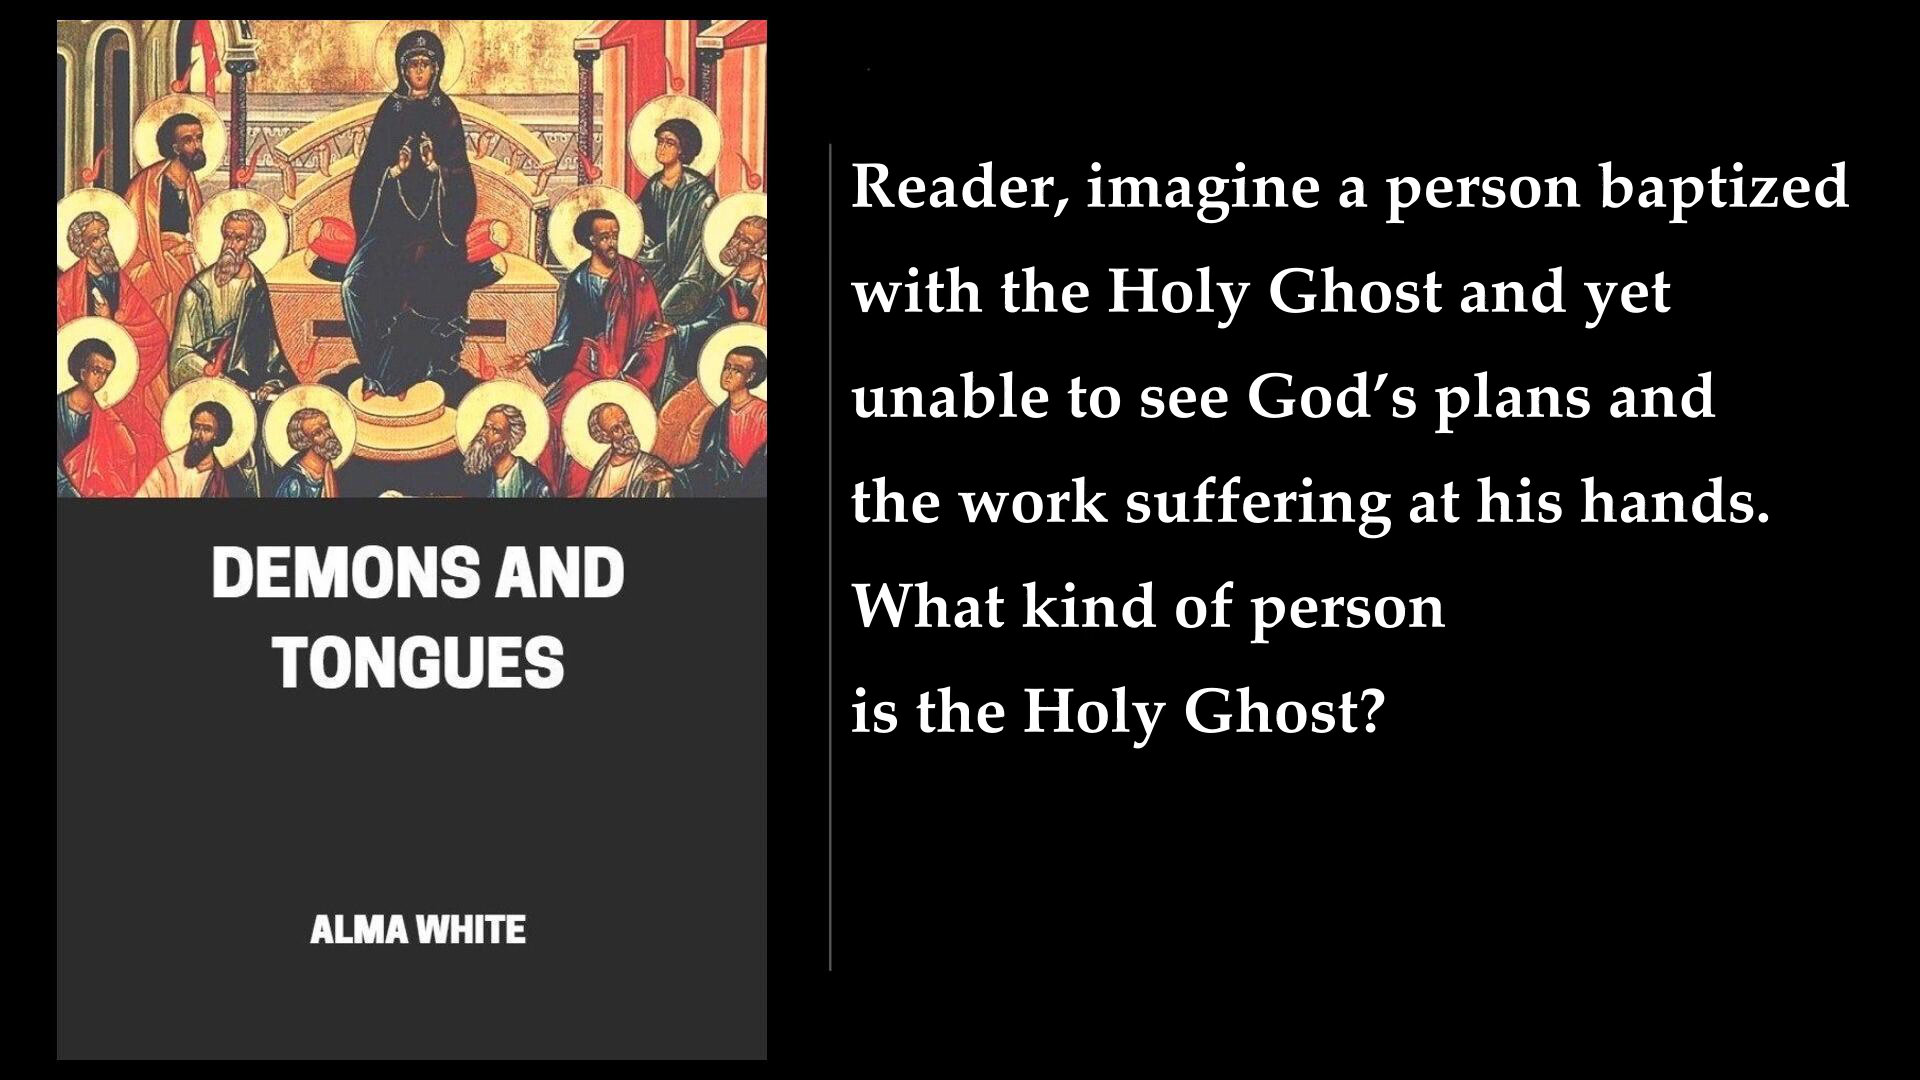 DEMONS AND
TONGUES
ALMA WHITE
Reader, imagine a person baptized
with the Holy Ghost and yet
unable to see God’s plans and
the work suffering at his hands.
What kind of person
is the Holy Ghost?